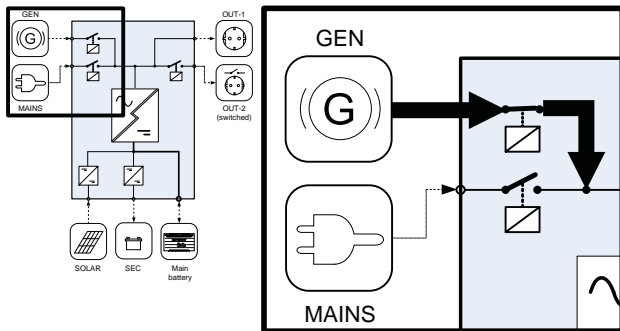 GEN
G
MAINS
OUT-1
OUT-2
(switched)
SOLAR
SEC
Main
battery
GEN
G
MAINS